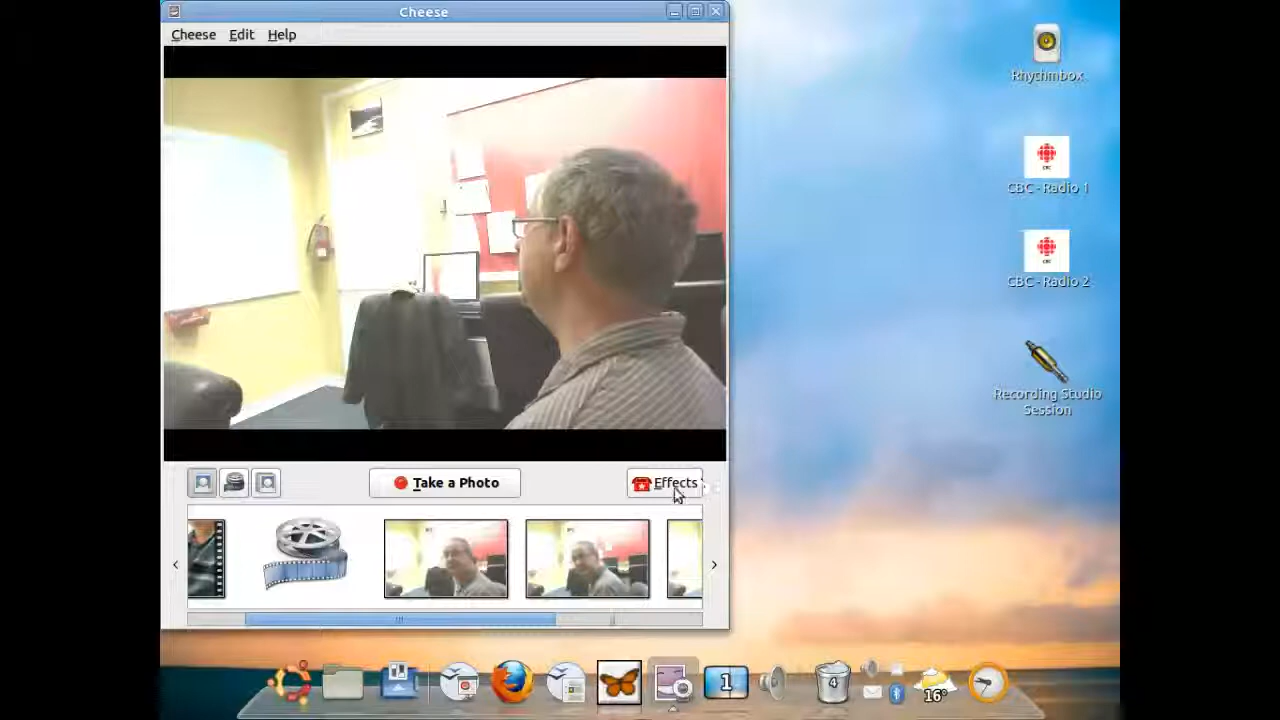 Cheese
Cheese Edit Help
Rhythmbox
CBC - Radio 1
CBC - Radio 2
Recording Studio
Session
Take a Photo
Effects
1
4
16°